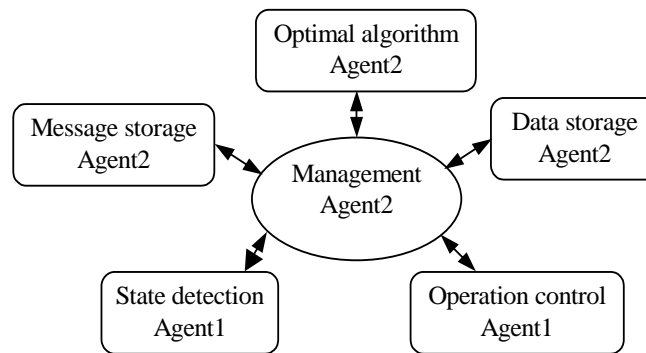 Optimal algorithm
Agent2
Message storage
Agent2
Data storage
Agent2
Management
Agent2
State detection
Agent1
Operation control
Agent1